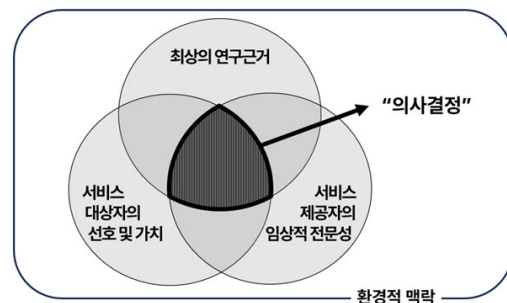 최상의 연구근거
“의사결정”
서비스
대상자의
선호 및 가치
서비스
제공자의
임상적 전문성
환경적 맥락